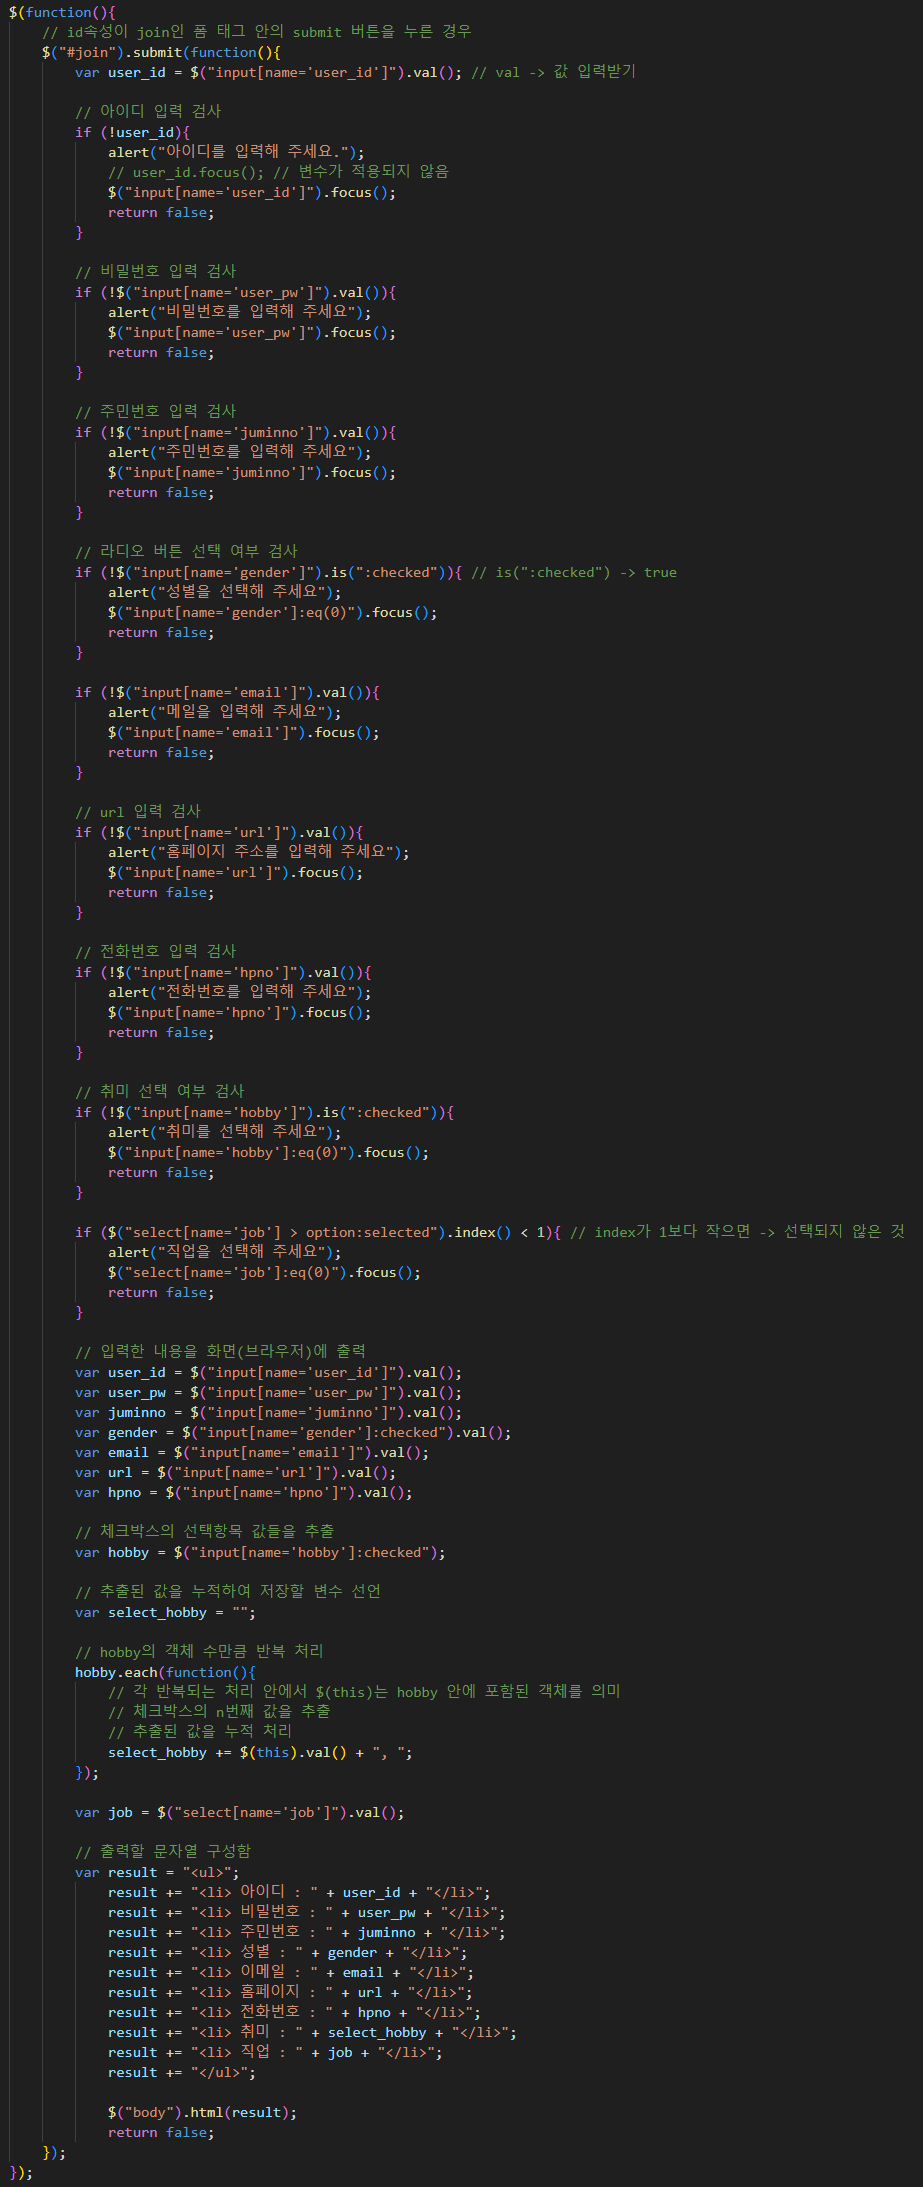 $(function(){
// id속성이 join인 폼 태그 안의 submit 버튼을 누른 경우
$("#join").submit(function(){
var user_id = $("input[name='user_id']").val(); // val -> 값 입력받기
// 아이디 입력 검사
if (!user_id){
alert("아이디를 입력해 주세요.");
// user_id.focus(); // 변수가 적용되지 않음
$("input[name='user_id']").focus();
return false;
}
// 비밀번호 입력 검사
if (!$("input[name='user_pw']").val()){
alert("비밀번호를 입력해 주세요");
$("input[name='user_pw']").focus();
return false;
}
// 주민번호 입력 검사
if (!$("input[name='juminno']").val()){
alert("주민번호를 입력해 주세요");
$("input[name='juminno']").focus();
return false;
}
// 라디오 버튼 선택 여부 검사
if (!$("input[name='gender']").is(":checked")){ // is(":checked") -> true
alert("성별을 선택해 주세요");
$("input[name='gender']:eq(0)").focus();
return false;
}
if (!$("input[name='email']").val()){
alert("메일을 입력해 주세요");
$("input[name='email']").focus();
return false;
}
// url 입력 검사
if (!$("input[name='url']").val()){
alert("홈페이지 주소를 입력해 주세요");
$("input[name='url']").focus();
return false;
}
// 전화번호 입력 검사
if (!$("input[name='hpno']").val()){
alert("전화번호를 입력해 주세요");
$("input[name='hpno']").focus();
return false;
}
// 취미 선택 여부 검사
if (!$("input[name='hobby']").is(":checked")){
alert("취미를 선택해 주세요");
$("input[name='hobby']:eq(0)").focus();
return false;
}
if ($("select[name='job'] > option:selected").index() < 1){ // index가 1보다 작으면 -> 선택되지 않은 것
alert("직업을 선택해 주세요");
$("select[name='job']:eq(0)").focus();
return false;
}
// 입력한 내용을 화면(브라우저)에 출력
var user_id = $("input[name='user_id']").val();
var user_pw = $("input[name='user_pw']").val();
var juminno = $("input[name='juminno']").val();
var gender = $("input[name='gender']:checked").val();
var email = $("input[name='email']").val();
var url = $("input[name='url']").val();
var hpno = $("input[name='hpno']").val();
// 체크박스의 선택항목 값들을 추출
var hobby = $("input[name='hobby']:checked");
// 추출된 값을 누적하여 저장할 변수 선언
var select_hobby = "";
// hobby의 객체 수만큼 반복 처리
hobby.each(function(){
// 각 반복되는 처리 안에서 $(this)는 hobby 안에 포함된 객체를 의미
// 체크박스의 n번째 값을 추출
// 추출된 값을 누적 처리
select_hobby += $(this).val() + ", ";
});
var job = $("select[name='job']").val();
// 출력할 문자열 구성함
var result = "<ul>";
result += "<li> 아이디 : " + user_id + "</li>";
result += "<li> 비밀번호 : " + user_pw + "</li>";
result += "<li> 주민번호 : " + juminno + "</li>";
result += "<li> 성별 : " + gender + "</li>";
result += "<li> 이메일 : " + email + "</li>";
result += "<li> 홈페이지 : " + url + "</li>";
result += "<li> 전화번호 : " + hpno + "</li>";
result += "<li> 취미 : " + select_hobby + "</li>";
result += "<li> 직업 : " + job + "</li>";
result += "</ul>";
$("body").html(result);
return false;
});
});